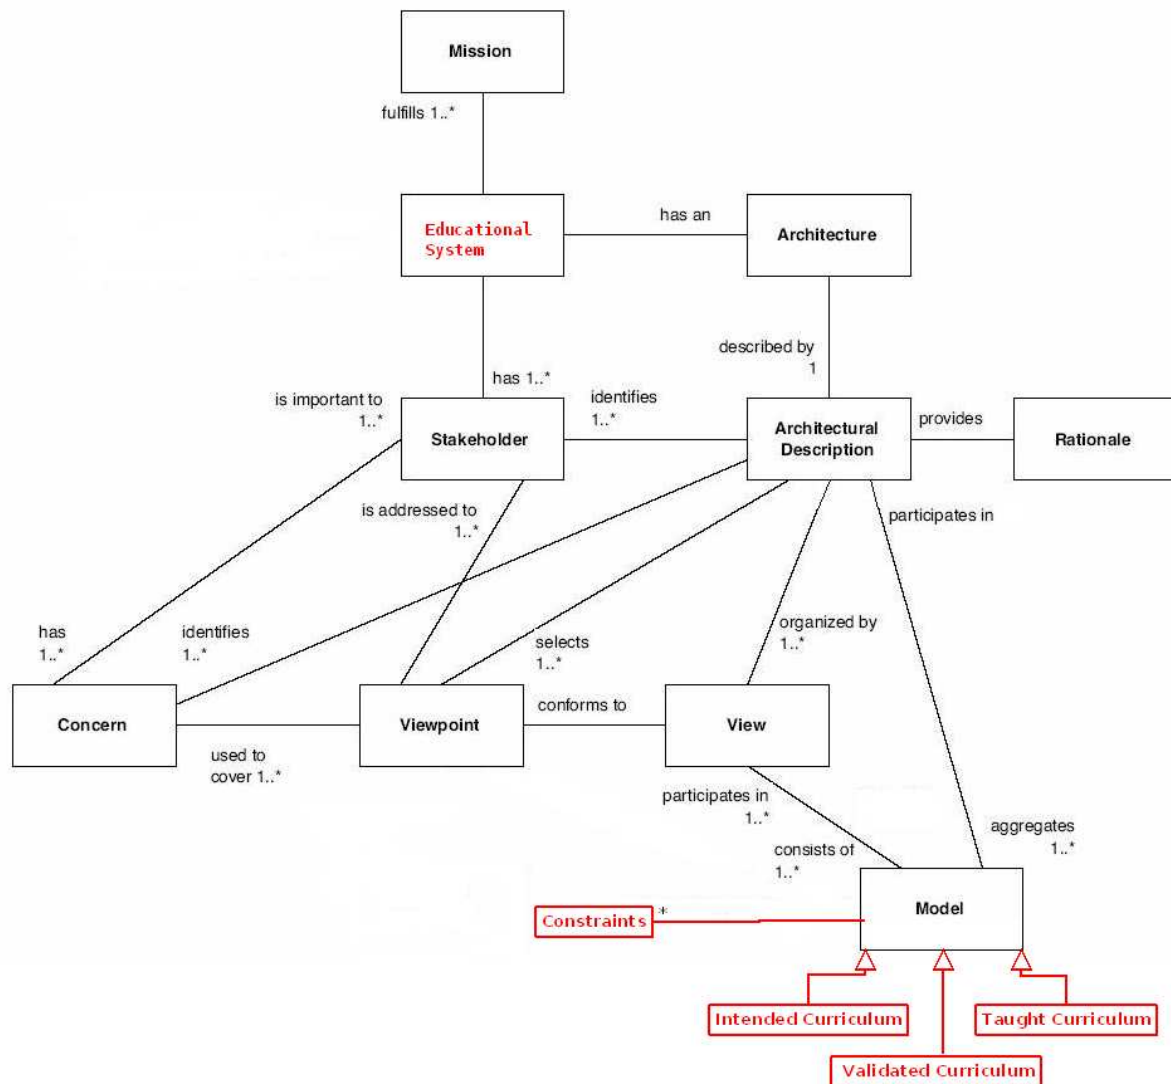 Mission
fulfills 1..*
Educational
System
has an
Architecture
described by
1
has 1..*
is important to
1..*
identifies
1..*
Stakeholder
Architectural
Description
provides
Rationale
is addressed to
1..*
participates in
has
1..*
identifies
1..*
selects
1..*
organized by
1..*
Concern
Viewpoint
conforms to
View
used to
cover 1..*
participates in
1..*
consists of
1..*
aggregates
1..*
Model
Constraints
*
Intended Curriculum
Taught Curriculum
Validated Curriculum